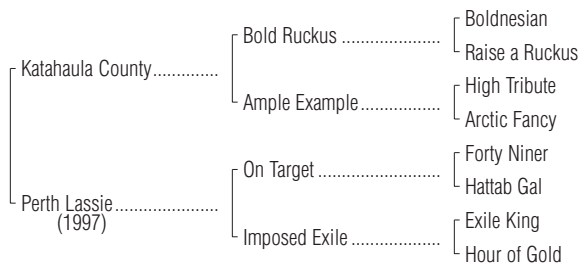 Boldnesian
Bold Ruckus ....................
Raise a Ruckus
Katahaula County.............
High Tribute
Ample Example................
Arctic Fancy
Forty Niner
On Target ........................
Hattab Gal
Perth Lassie....................
(1997)
Exile King
Imposed Exile ..................
Hour of Gold